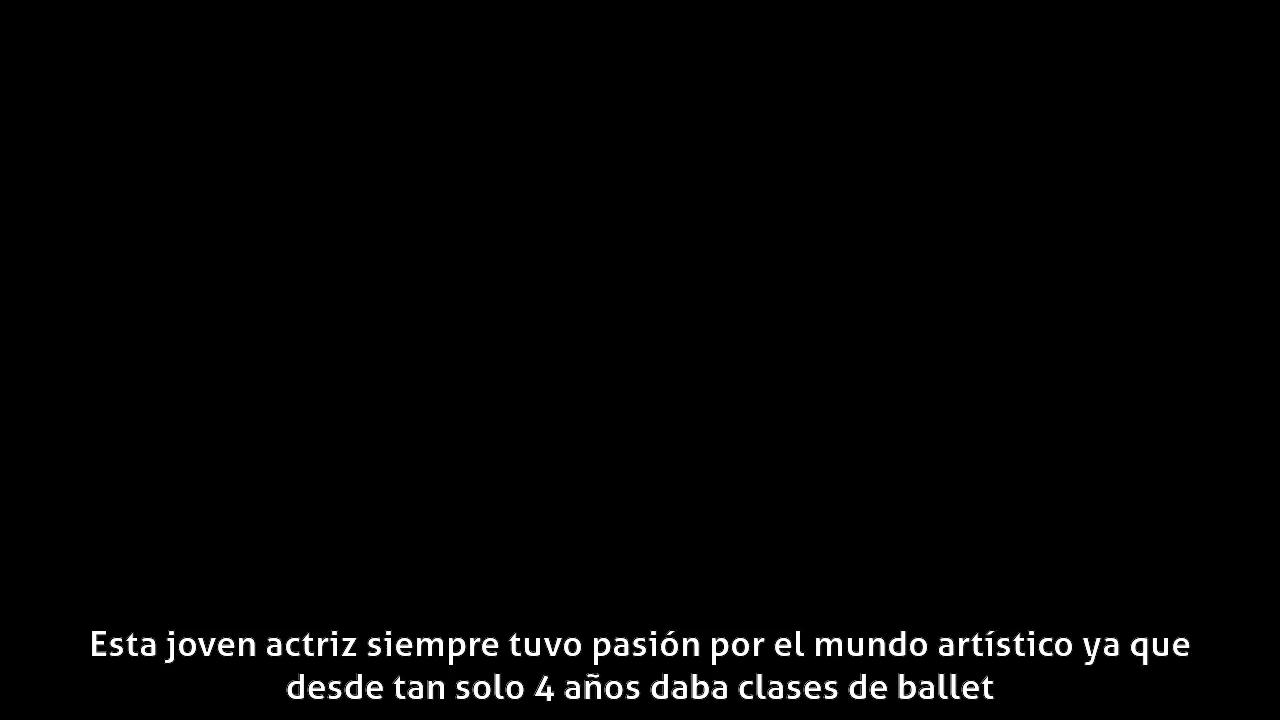 Esta joven actriz siempre tuvo pasión por el mundo artístico ya que
desde tan solo 4 años daba clases de ballet